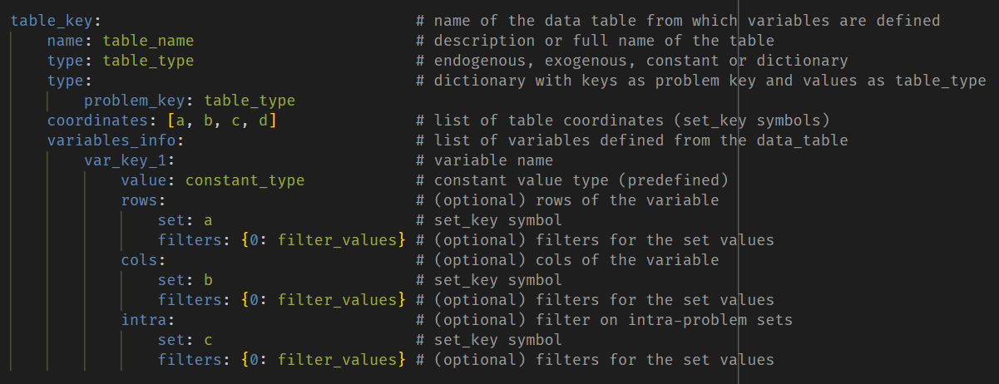 table_key:                                  # name of the data table from which variables are defined
    name: table_name                        # description or full name of the table
    type: table_type                        # endogenous, exogenous, constant or dictionary
    type:                                   # dictionary with keys as problem key and values as table_type
        problem_key: table_type
    coordinates: [a, b, c, d]               # list of table coordinates (set_key symbols)
    variables_info:                         # list of variables defined from the data_table
        var_key_1:                          # variable name
            value: constant_type            # constant value type (predefined)
            rows:                           # (optional) rows of the variable
                set: a                      # set_key symbol
                filters: {0: filter_values} # (optional) filters for the set values
            cols:                           # (optional) cols of the variable
                set: b                      # set_key symbol
                filters: {0: filter_values} # (optional) filters for the set values
            intra:                          # (optional) filter on intra-problem sets
                set: c                      # set_key symbol
                filters: {0: filter_values} # (optional) filters for the set values